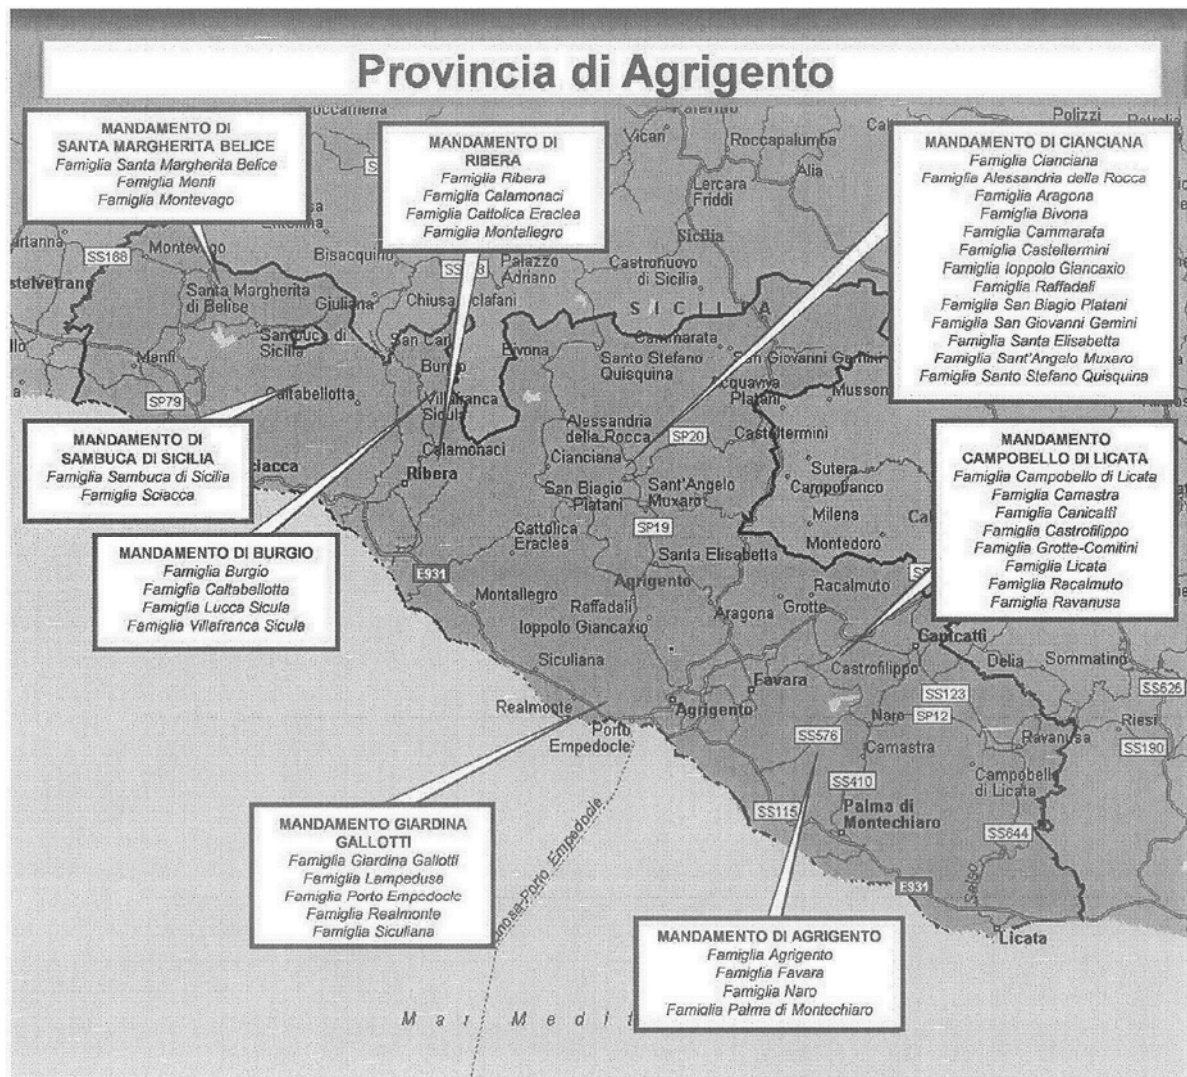 Provincia di Agrigento
MANDAMENTO DI
SANTA MARGHERITA BELICE
Famiglia Santa Margherita Belice
Famiglia Menfi
Famiglia Montevago
MANDAMENTO DI
RIBERA
Famiglia Ribera
Famiglia Calamonaci
Famiglia Cattolica Eraclea
Famiglia Montallegro
MANDAMENTO DI CIANCIANA
Famiglia Cianciana
Famiglia Alessandria della Rocca
Famiglia Aragona
Famiglia Bivona
Famiglia Cammarata
Famiglia Casteltermini
Famiglia Ioppolo Giancaxio
Famiglia Raffadali
Famiglia San Biagio Platani
Famiglia San Giovanni Gemini
Famiglia Santa Elisabetta
Famiglia Sant'Angelo Muxaro
Famiglia Santo Stefano Quisquina
MANDAMENTO DI
SAMBUCA DI SICILIA
Famiglia Sambuca di Sicilia
Famiglia Sciacca
MANDAMENTO
CAMPOBELLO DI LICATA
Famiglia Campobello di Licata
Famiglia Camastra
Famiglia Canicattì
Famiglia Castrofilippo
Famiglia Grotte-Comitini
Famiglia Licata
Famiglia Racalmuto
Famiglia Ravanusa
MANDAMENTO DI BURGIO
Famiglia Burgio
Famiglia Caltabellotta
Famiglia Lucca Sicula
Famiglia Villafranca Sicula
MANDAMENTO GIARDINA
GALLOTTI
Famiglia Giardina Gallotti
Famiglia Lampedusa
Famiglia Porto Empedocle
Famiglia Realmonte
Famiglia Siculiana
MANDAMENTO DI AGRIGENTO
Famiglia Agrigento
Famiglia Favara
Famiglia Naro
Famiglia Palma di Montechiaro
Vicari
Roccapalumba
Alia
Polizzi
Lercara
Friddi
Sicilia
Montevago
SS188
Bisacquino
Palazzo
Adriano
Castronuovo
di Sicilia
Santa Margherita
di Belice
Giuliana
Chiusa Sclafani
SICILIA
Sambuca di
Sicilia
Bivona
Cammarata
Santo Stefano
Quisquina
San Giovanni Gemini
Menfi
Burgio
Acquaviva
Platani
SP79
Caltabellotta
Villafranca
Sicula
Alessandria
della Rocca
SP20
Casteltermini
Calamonaci
Cianciana
Ribera
Sutera
Campofranco
San Biagio
Platani
Sant'Angelo
Muxaro
Milena
SP19
Cattolica
Eraclea
Santa Elisabetta
Montedoro
E931
Agrigento
Racalmuto
Montallegro
Raffadali
Aragona
Grotte
Ioppolo Giancaxio
Canicattì
Siculiana
Castrofilippo
Delia
Sommatino
Favara
SS123
SS626
Realmonte
Agrigento
Naro
SP12
Riesi
Porto
Empedocle
SS576
Ravanusa
SS190
Camastra
SS410
Campobello
di Licata
SS115
Palma di
Montechiaro
SS644
E931
Salso
Licata
Porto Empedocle
Mar Medit